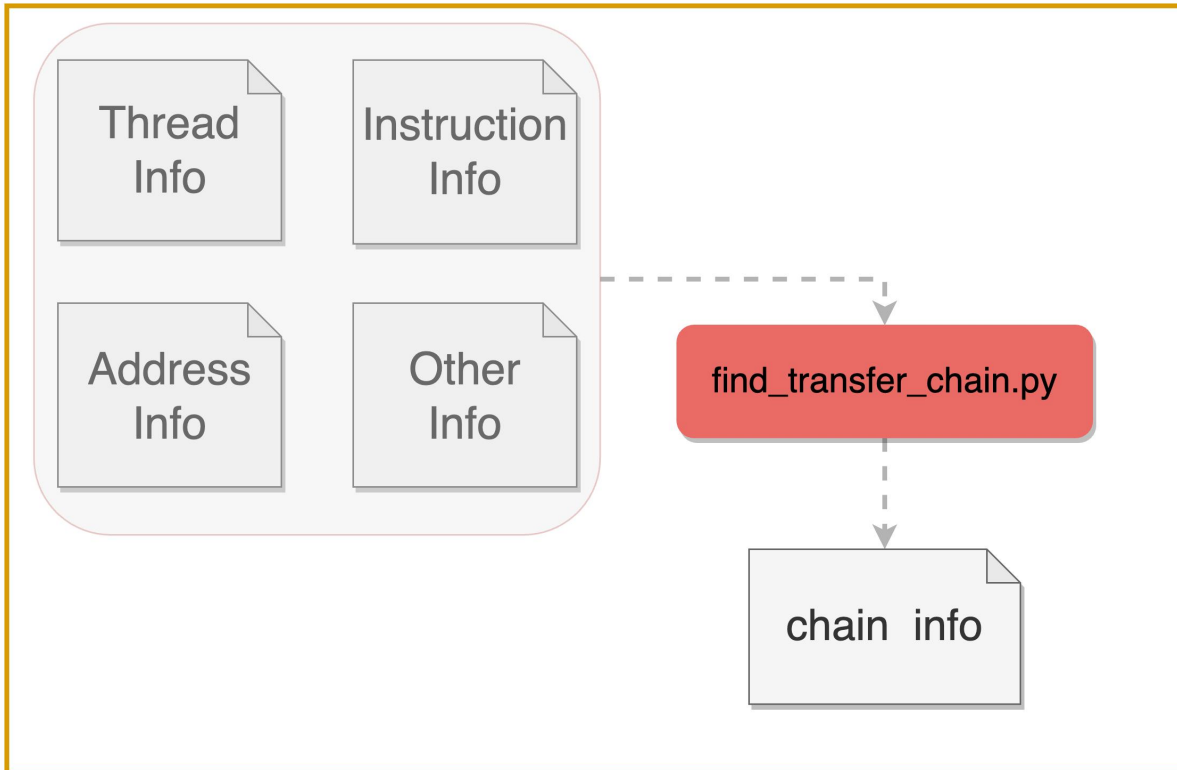 Thread
Info
Instruction
Info
Address
Info
Other
Info
find_transfer_chain.py
chain info